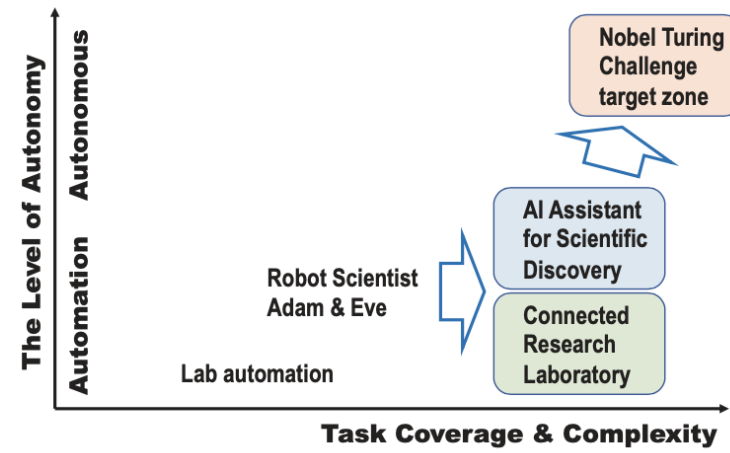 Nobel Turing
Challenge
target zone
The Level of Autonomy
Autonomous
Automation
AI Assistant
for Scientific
Discovery
Robot Scientist
Adam & Eve
Connected
Research
Laboratory
Lab automation
Task Coverage & Complexity